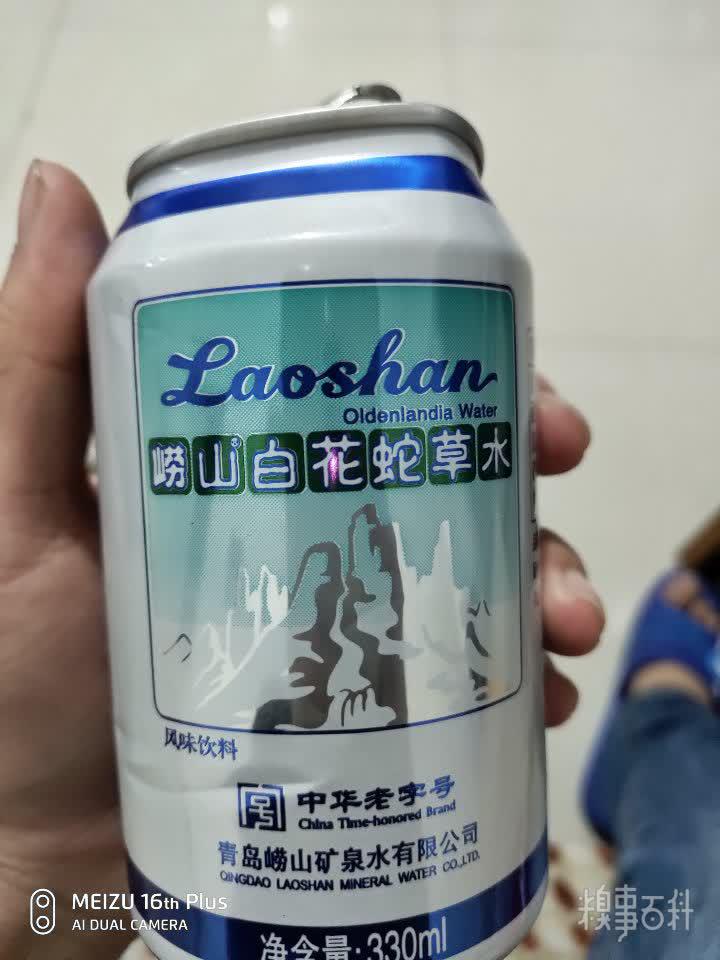 Laoshan
Oldenlandia Water
崂山®白花蛇草水
风味饮料
中华老字号
China Time-honored Brand
青岛崂山矿泉水有限公司
QINGDAO LAOSHAN MINERAL WATER CO.,LTD.
净含量:330ml
MEIZU 16th Plus
AI DUAL CAMERA
糗事百科